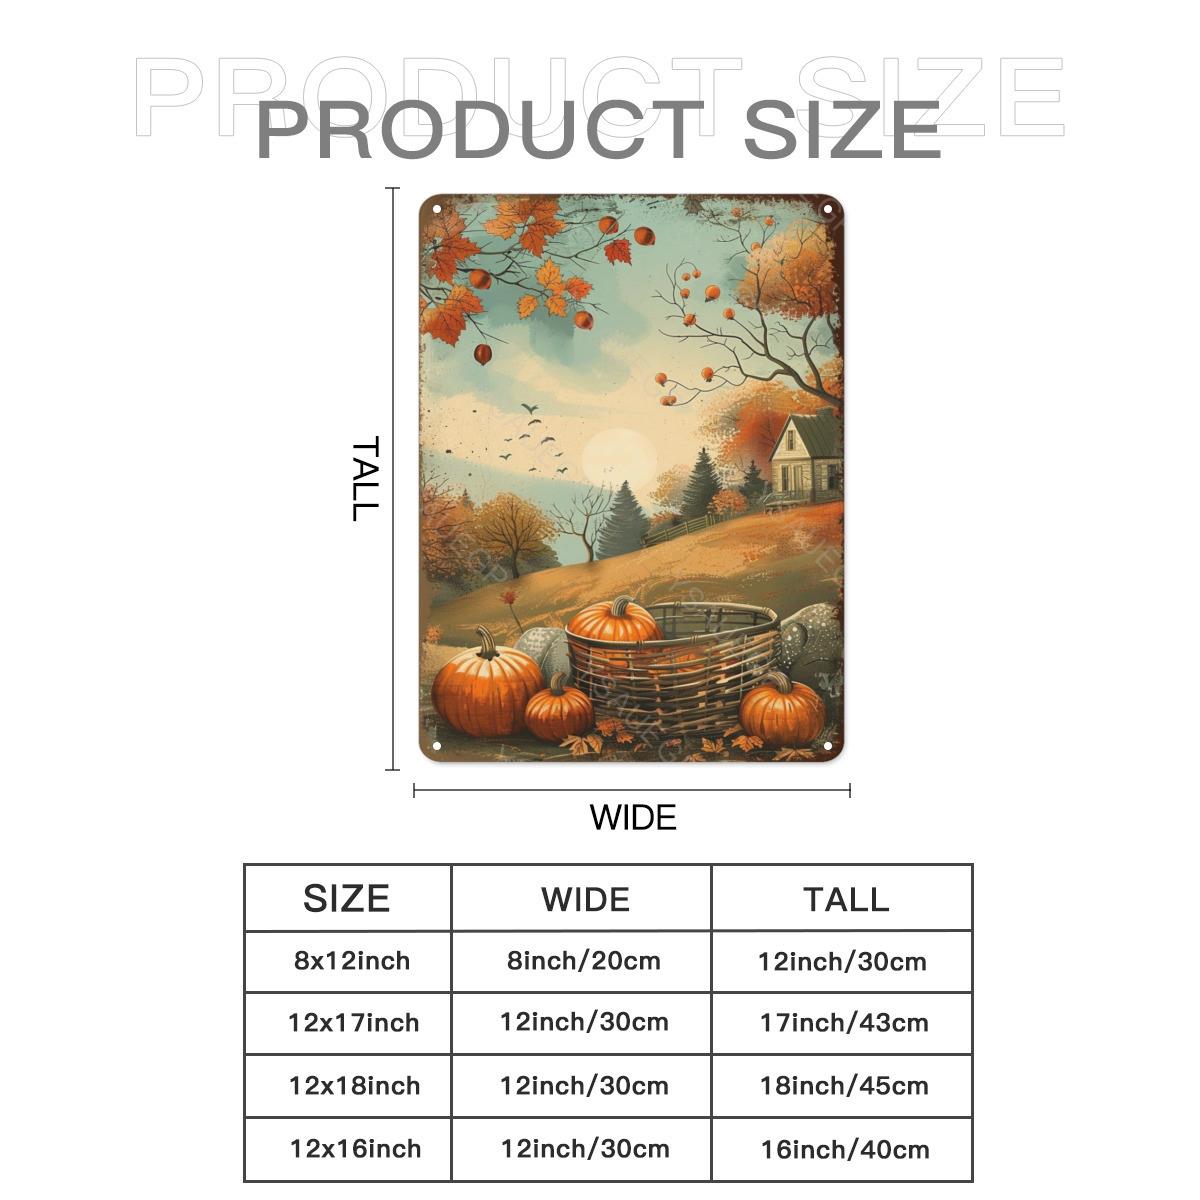 PRODUCT SIZE
PRODUCT SIZE
TALL
WIDE
SIZE WIDE TALL
8x12inch 8inch/20cm 12inch/30cm
12x17inch 12inch/30cm 17inch/43cm
12x18inch 12inch/30cm 18inch/45cm
12x16inch 12inch/30cm 16inch/40cm